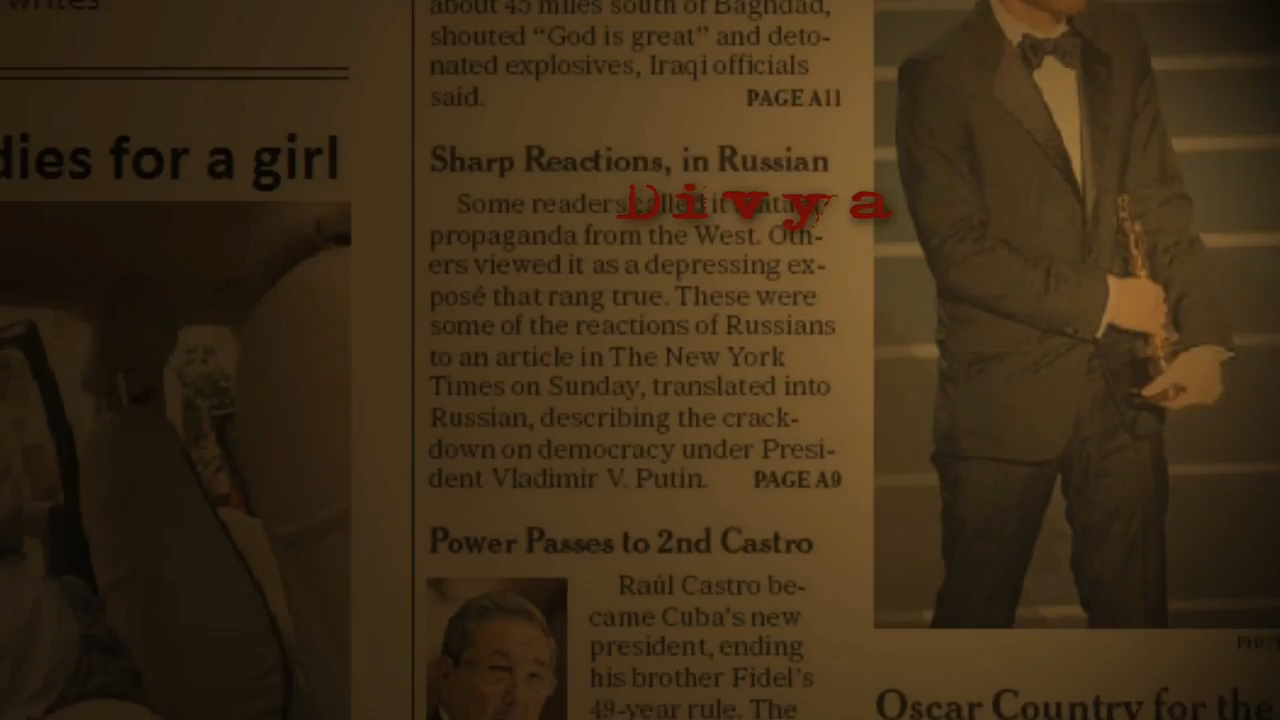 writes
dies for a girl
about 45 miles south of Baghdad,
shouted “God is great” and deto-
nated explosives, Iraqi officials
said. PAGE A11
Sharp Reactions, in Russian
Divya
Some readers called it
propaganda from the West. Oth-
ers viewed it as a depressing ex-
posé that rang true. These were
some of the reactions of Russians
to an article in The New York
Times on Sunday, translated into
Russian, describing the crack-
down on democracy under Presi-
dent Vladimir V. Putin. PAGE A9
Power Passes to 2nd Castro
Raúl Castro be-
came Cuba's new
president, ending
his brother Fidel's
49-year rule. The
Oscar Country for the